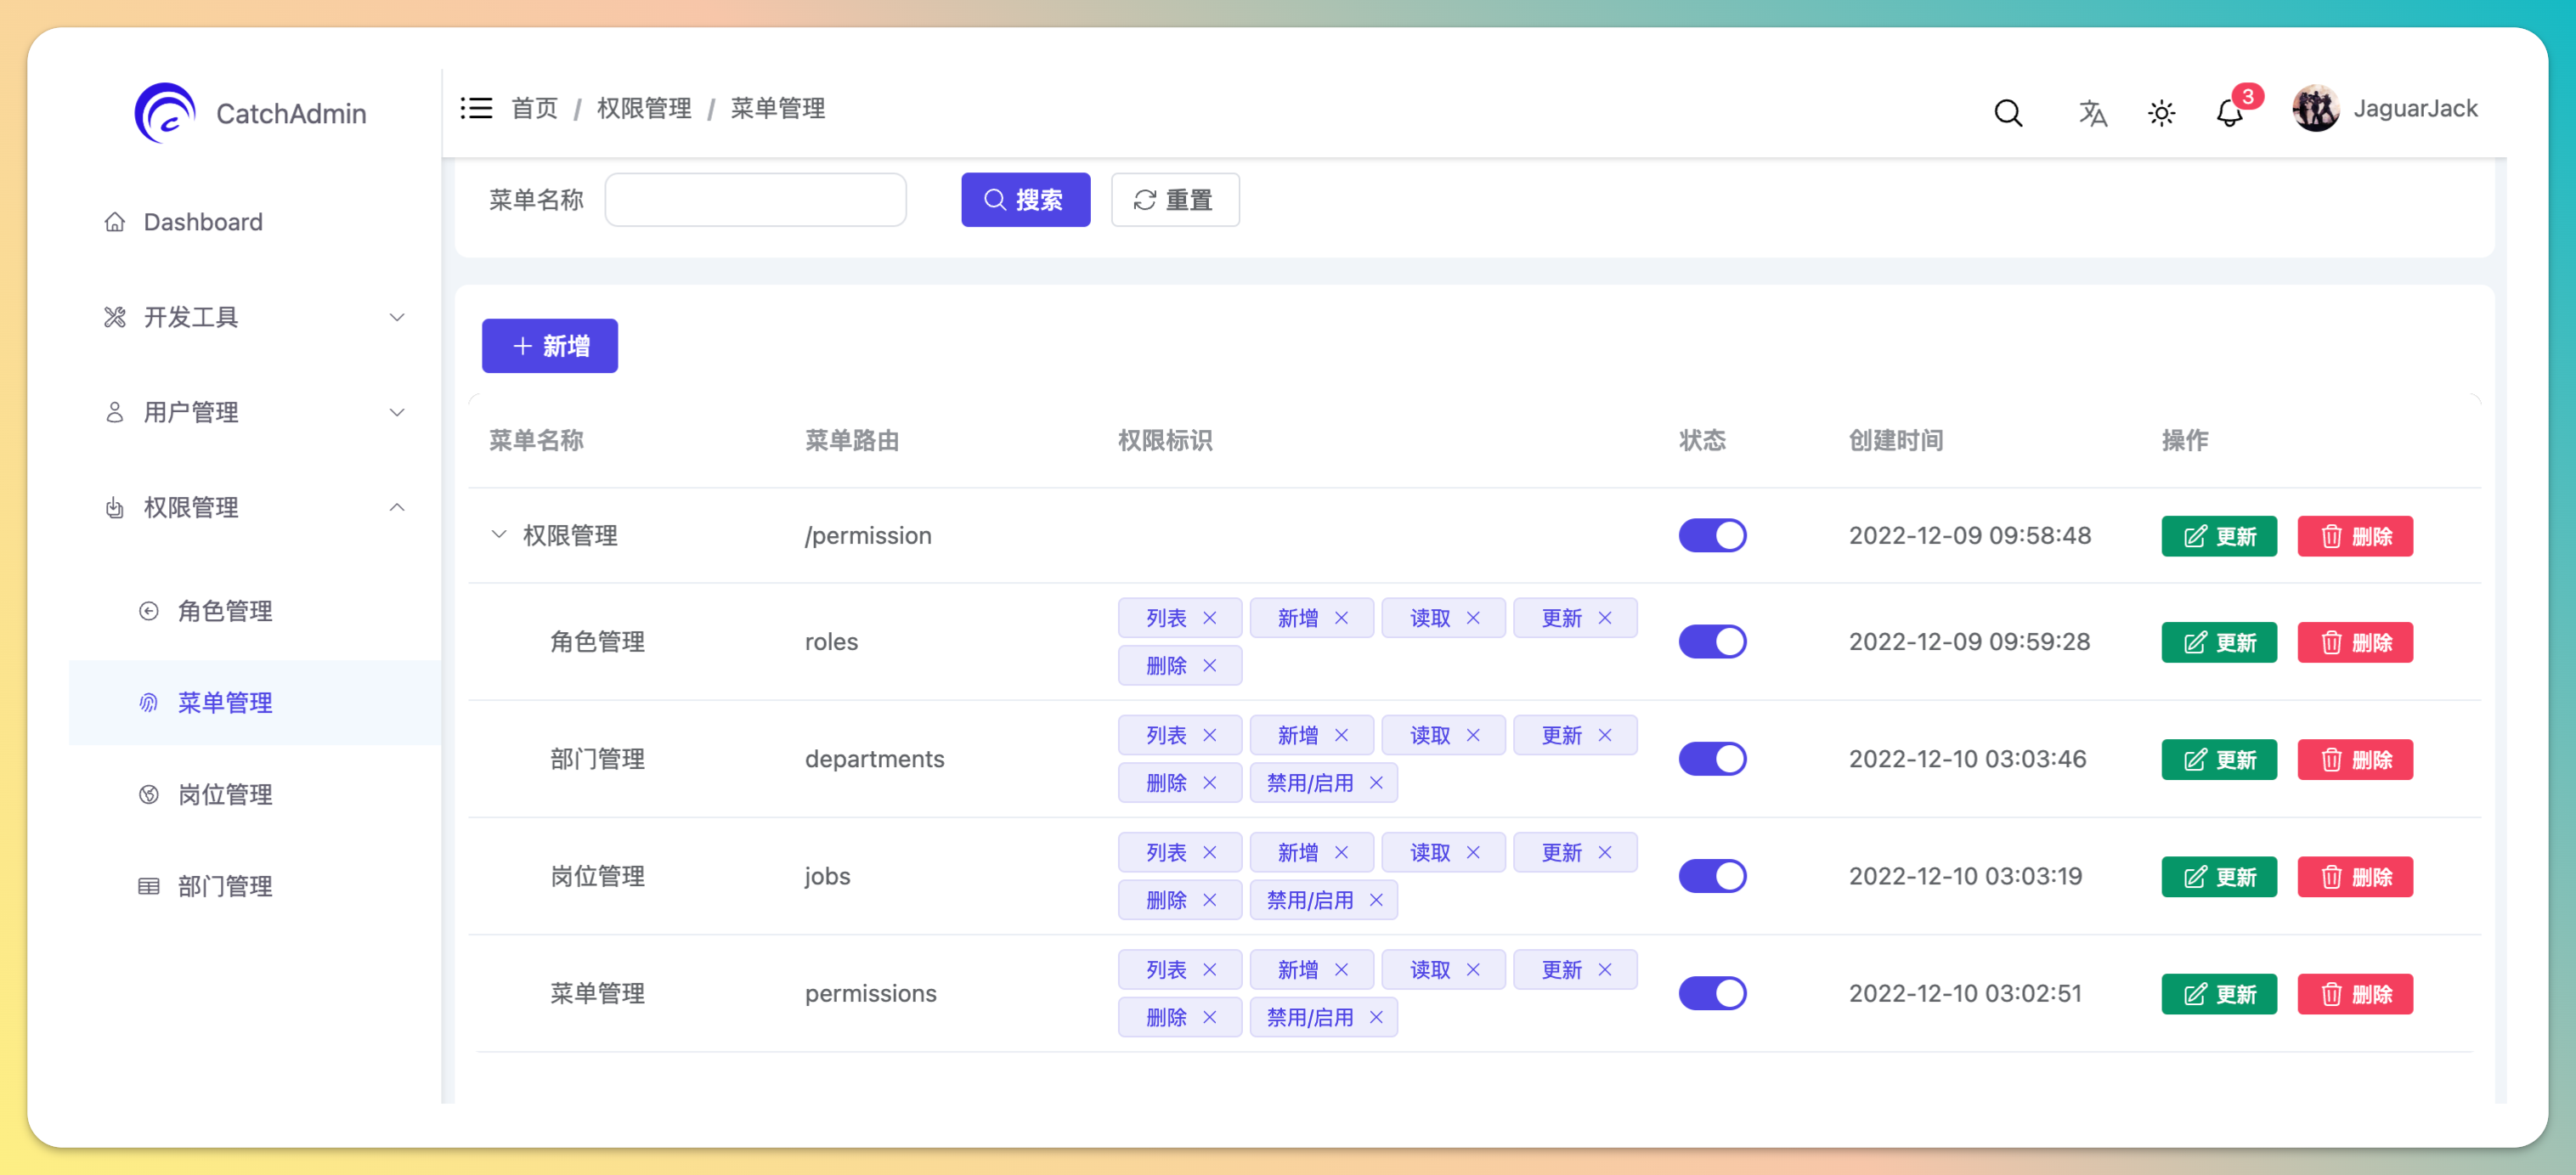 CatchAdmin
首页 / 权限管理 / 菜单管理
3
JaguarJack
Dashboard
开发工具
用户管理
权限管理
角色管理
菜单管理
岗位管理
部门管理
菜单名称 搜索 重置
新增
菜单名称 菜单路由 权限标识 状态 创建时间 操作
权限管理 /permission 2022-12-09 09:58:48 更新 删除
角色管理 roles 列表 新增 读取 更新 2022-12-09 09:59:28 更新 删除
删除
部门管理 departments 列表 新增 读取 更新 2022-12-10 03:03:46 更新 删除
删除 禁用/启用
岗位管理 jobs 列表 新增 读取 更新 2022-12-10 03:03:19 更新 删除
删除 禁用/启用
菜单管理 permissions 列表 新增 读取 更新 2022-12-10 03:02:51 更新 删除
删除 禁用/启用